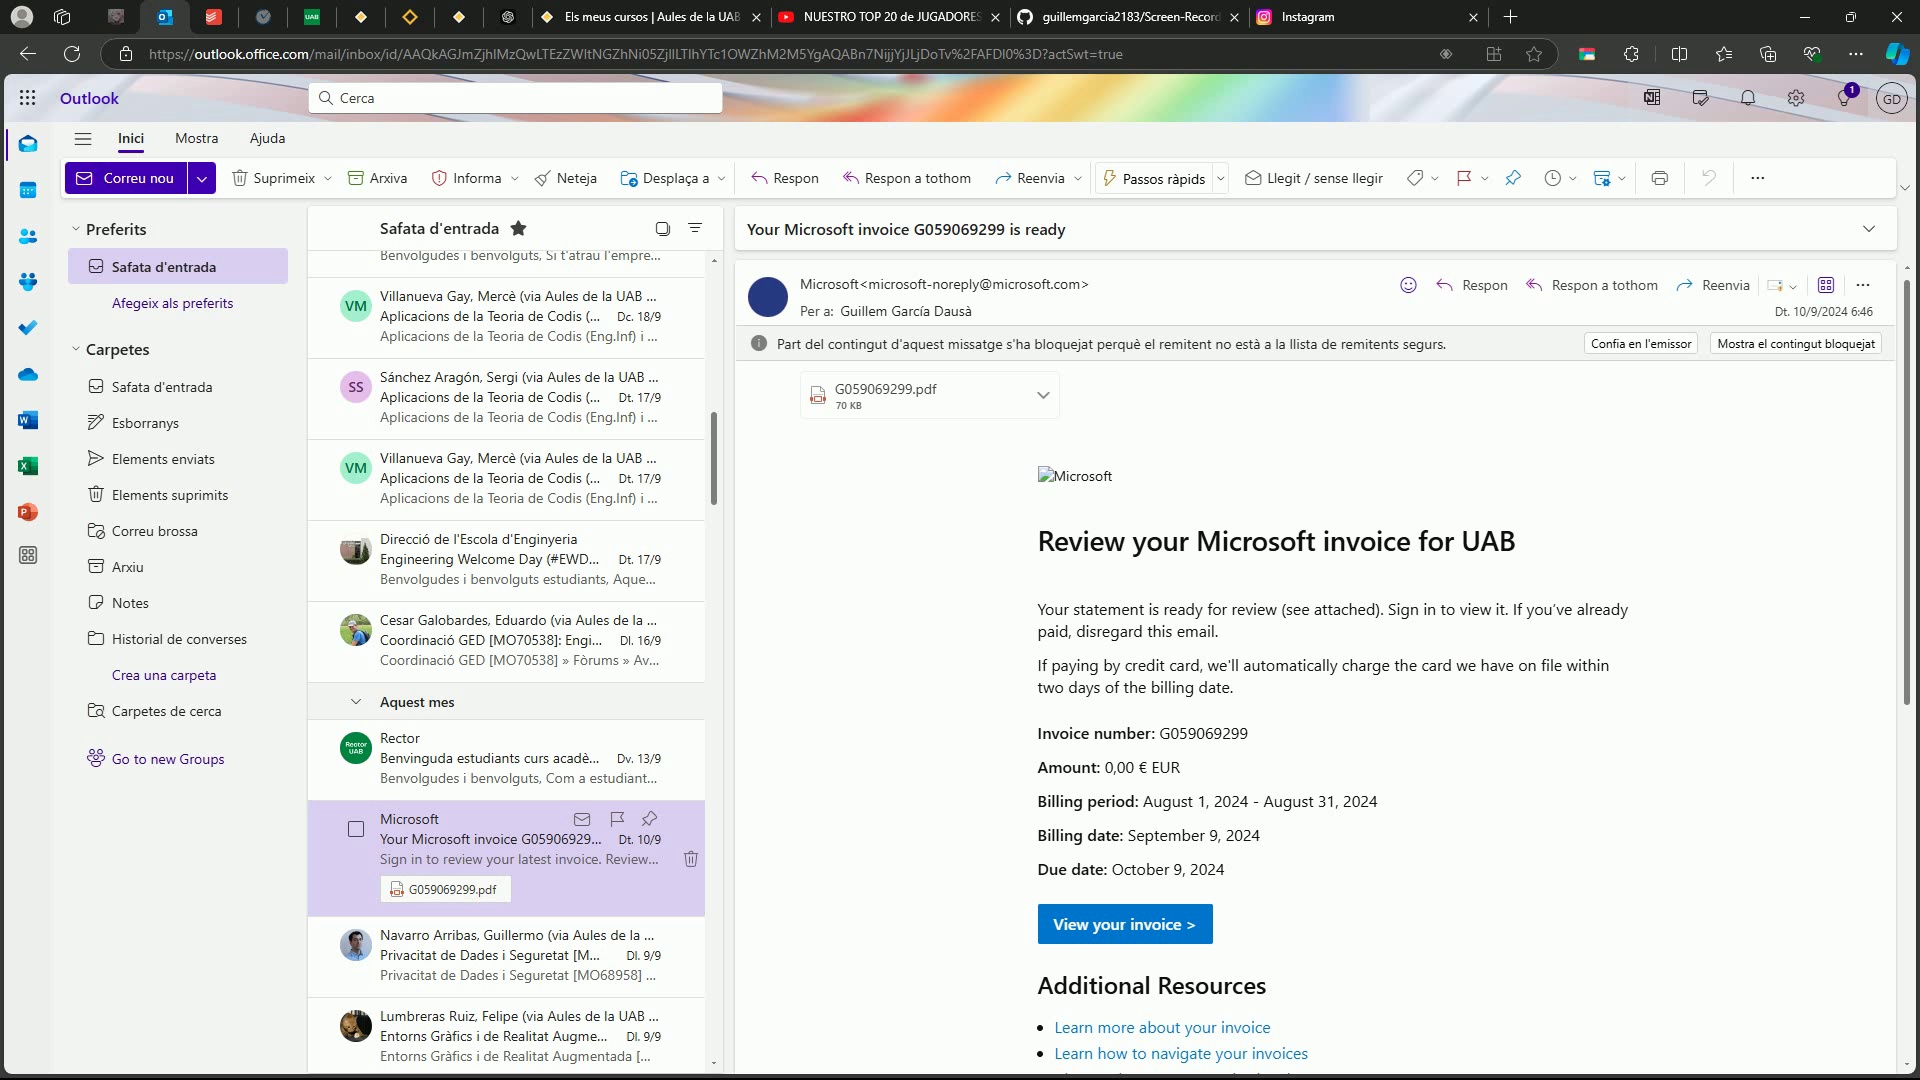 Els meus cursos | Aules de la UAB
NUESTRO TOP 20 de JUGADORES
guillemgarcia2183/Screen-Record
Instagram
Outlook
Cerca
1
GD
Inici
Mostra
Ajuda
Correu nou
Suprimeix
Arxiva
Informa
Neteja
Desplaça a
Respon
Respon a tothom
Reenvia
Passos ràpids
Llegit / sense llegir
Preferits
Safata d'entrada
Afegeix als preferits
Carpetes
Safata d'entrada
Esborranys
Elements enviats
Elements suprimits
Correu brossa
Arxiu
Notes
Historial de converses
Crea una carpeta
Carpetes de cerca
Go to new Groups
Safata d'entrada
Benvolgudes i benvolguts, Si t'atrau l'empre...
VM
Villanueva Gay, Mercè (via Aules de la UAB ...
Aplicacions de la Teoria de Codis (... Dc. 18/9
Aplicacions de la Teoria de Codis (Eng.Inf) i ...
SS
Sánchez Aragón, Sergi (via Aules de la UAB ...
Aplicacions de la Teoria de Codis (... Dt. 17/9
Aplicacions de la Teoria de Codis (Eng.Inf) i ...
VM
Villanueva Gay, Mercè (via Aules de la UAB ...
Aplicacions de la Teoria de Codis (... Dt. 17/9
Aplicacions de la Teoria de Codis (Eng.Inf) i ...
Direcció de l'Escola d'Enginyeria
Engineering Welcome Day (#EWD... Dt. 17/9
Benvolgudes i benvolguts estudiants, Aque...
Cesar Galobardes, Eduardo (via Aules de la ...
Coordinació GED [MO70538]: Engi... Dl. 16/9
Coordinació GED [MO70538] » Fòrums » Av...
Aquest mes
Rector UAB
Rector
Benvinguda estudiants curs acadè... Dv. 13/9
Benvolgudes i benvolguts, Com a estudiant...
Microsoft
Your Microsoft invoice G05906929... Dt. 10/9
Sign in to review your latest invoice. Review...
G059069299.pdf
Navarro Arribas, Guillermo (via Aules de la ...
Privacitat de Dades i Seguretat [M... Dl. 9/9
Privacitat de Dades i Seguretat [MO68958] ...
Lumbreras Ruiz, Felipe (via Aules de la UAB ...
Entorns Gràfics i de Realitat Augme... Dl. 9/9
Entorns Gràfics i de Realitat Augmentada [...
Your Microsoft invoice G059069299 is ready
Microsoft<microsoft-noreply@microsoft.com>
Per a: Guillem García Dausà
Respon
Respon a tothom
Reenvia
Dt. 10/9/2024 6:46
Part del contingut d'aquest missatge s'ha bloquejat perquè el remitent no està a la llista de remitents segurs.
Confia en l'emissor
Mostra el contingut bloquejat
G059069299.pdf
70 KB
Microsoft
Review your Microsoft invoice for UAB
Your statement is ready for review (see attached). Sign in to view it. If you've already
paid, disregard this email.
If paying by credit card, we'll automatically charge the card we have on file within
two days of the billing date.
Invoice number: G059069299
Amount: 0,00 € EUR
Billing period: August 1, 2024 - August 31, 2024
Billing date: September 9, 2024
Due date: October 9, 2024
View your invoice >
Additional Resources
Learn more about your invoice
Learn how to navigate your invoices